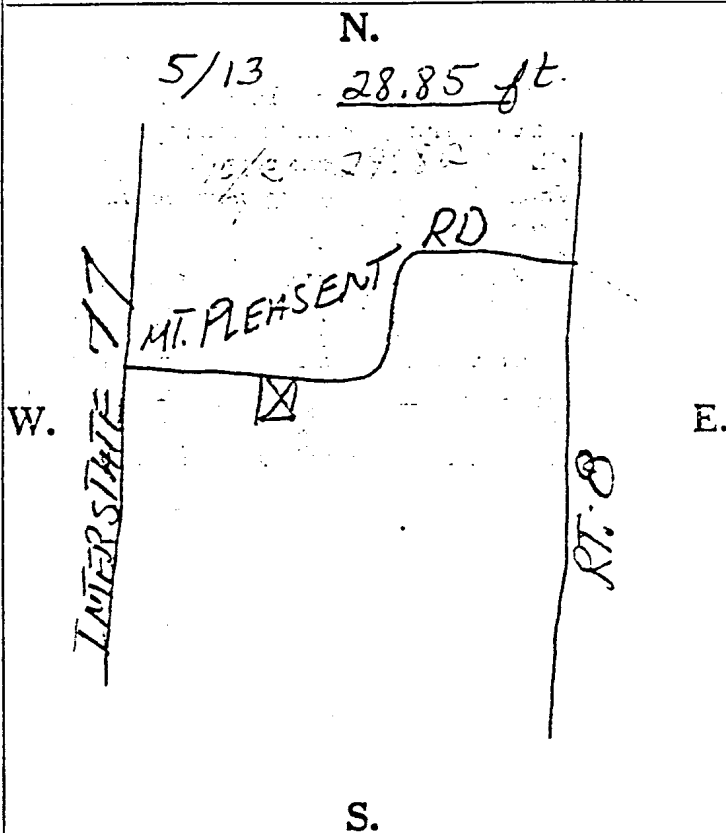 N.
5/13 28.85 ft.
RD
MT. PLEASENT
INTERSTATE 77
W.
E.
RT. 8
S.